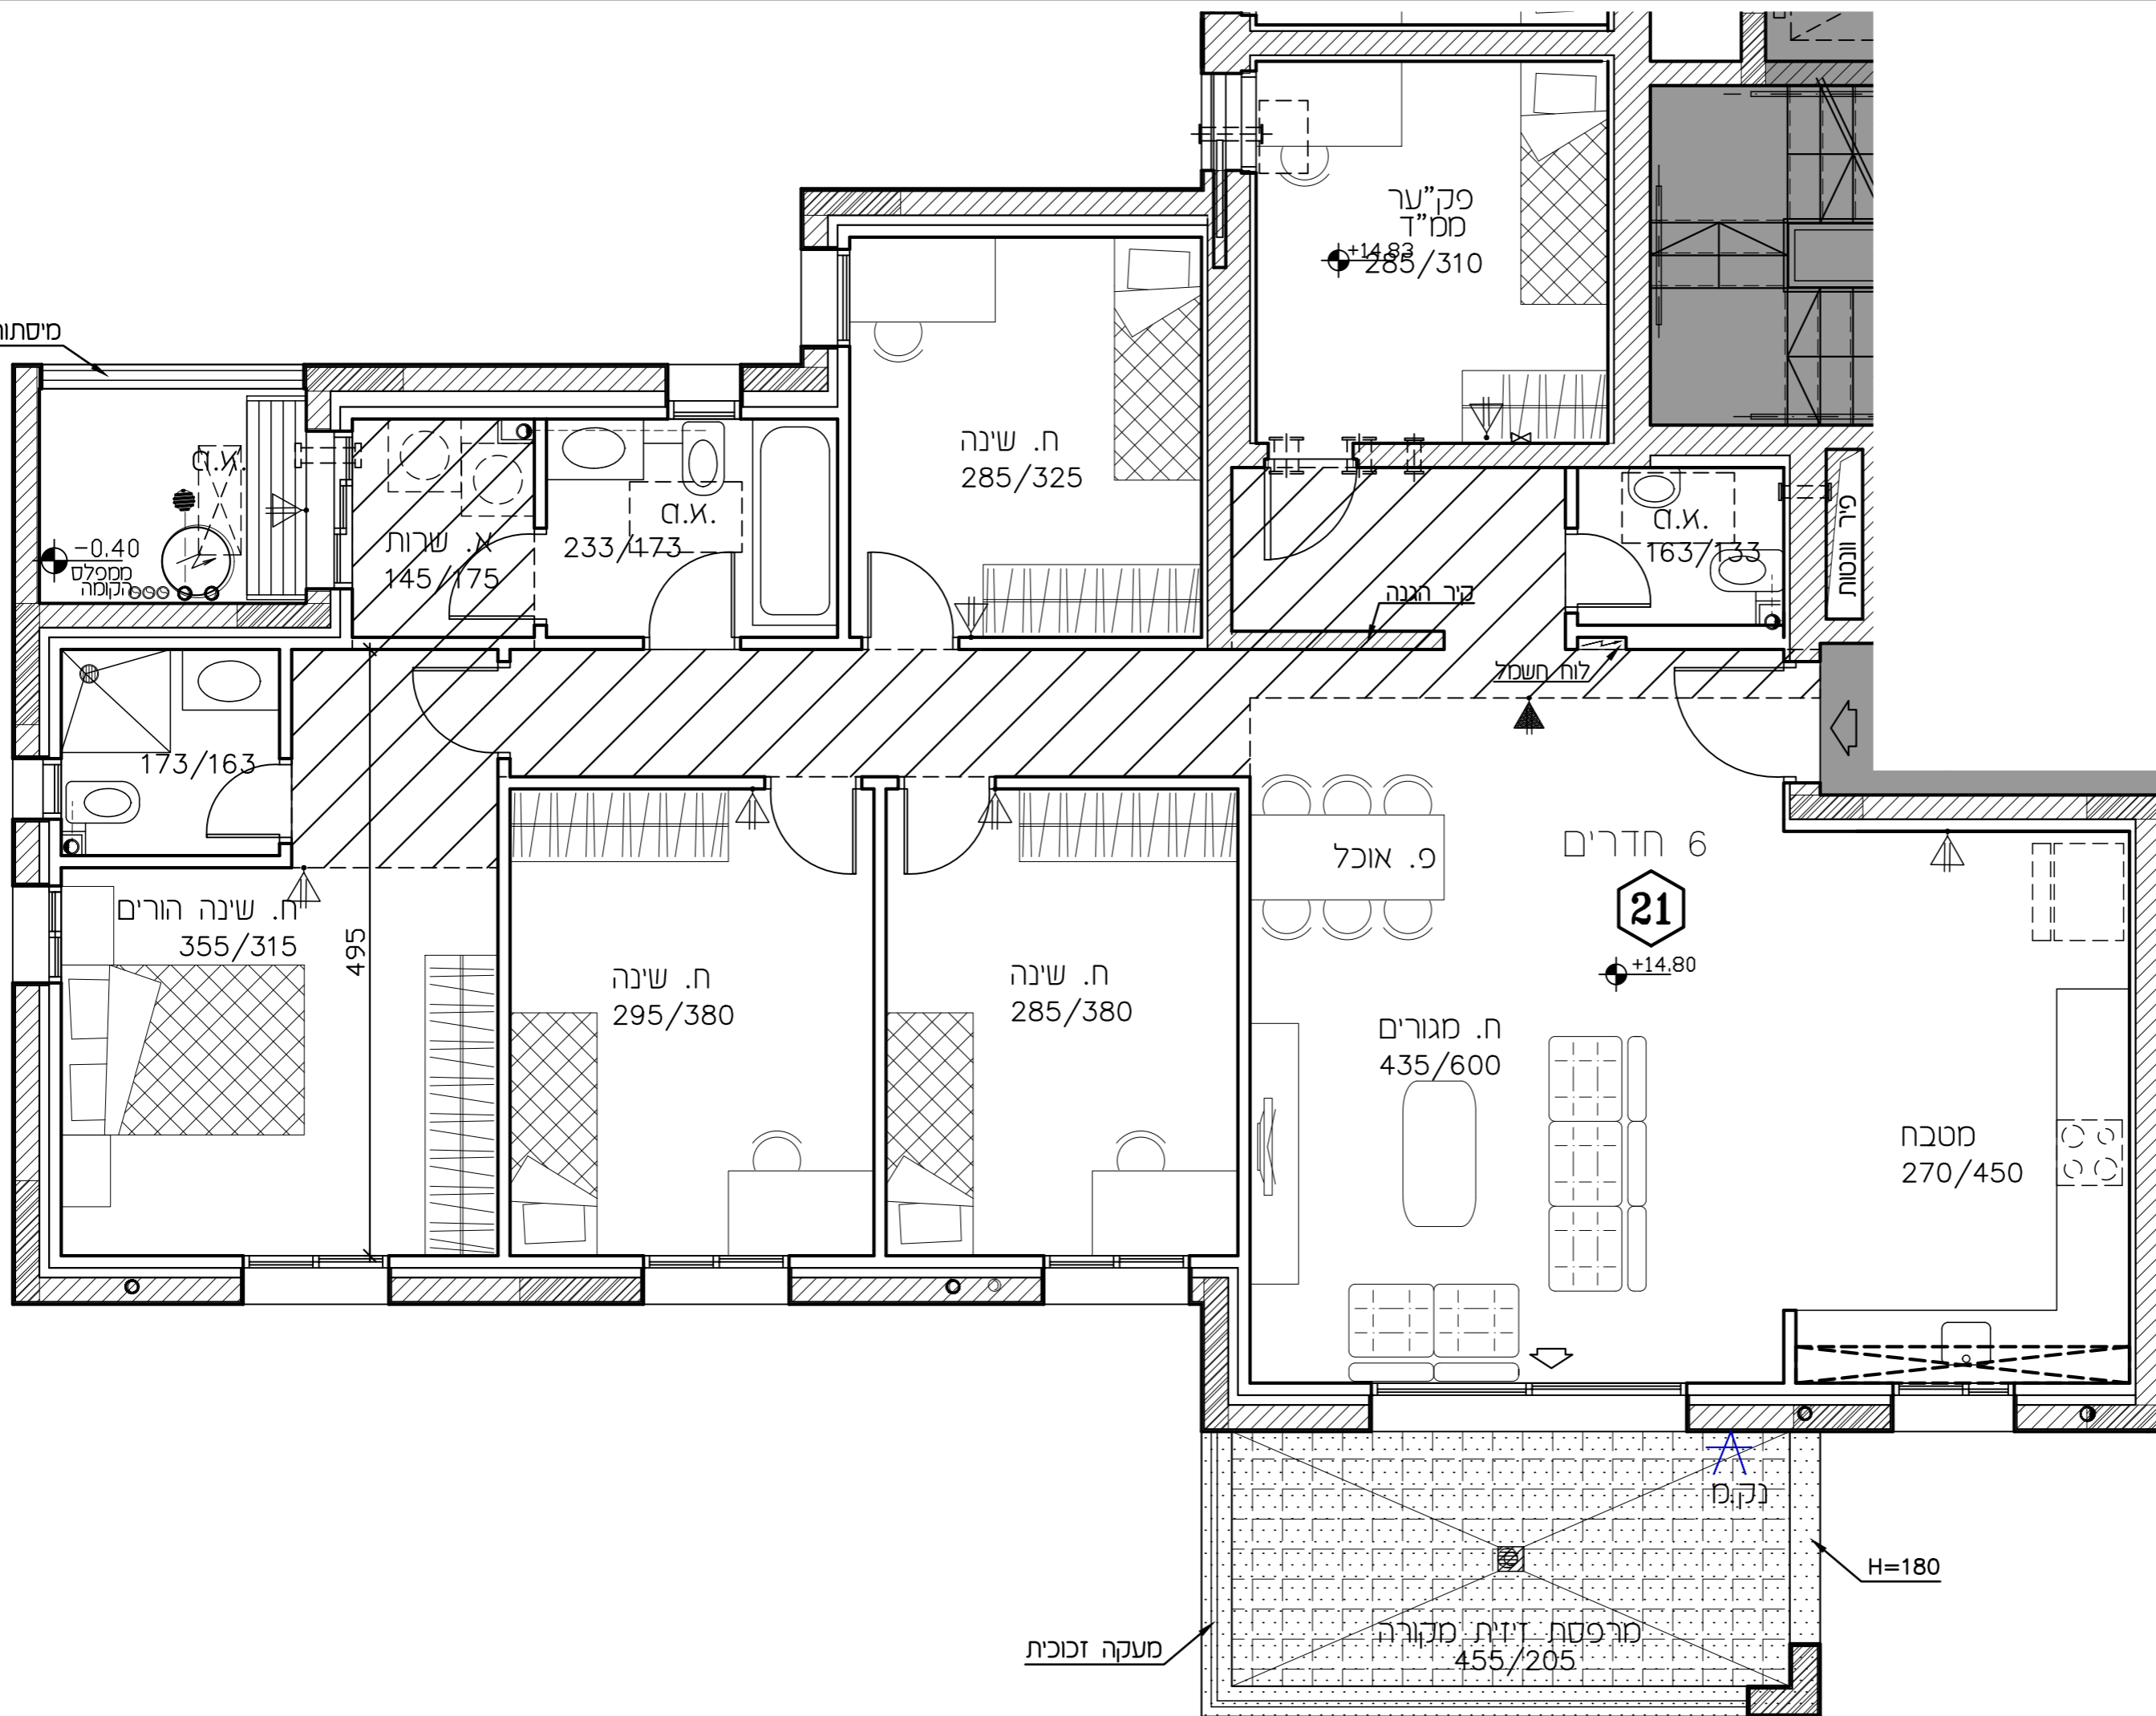 פק"ער
ממ"ד
+14.83
285/310
מיסתור
ח. שינה
285/325
א.מ.
-0.40
ממפלס
הקומה
א. שרות
145/175
233/173
163/133
פיר וונטות
קיר הגנה
לוח חשמל
173/163
ח. שינה הורים
355/315
495
ח. שינה
295/380
ח. שינה
285/380
פ. אוכל
6 חדרים
21
+14.80
ח. מגורים
435/600
מטבח
270/450
נק.מ
H=180
מעקה זכוכית
מרפסת זיזית מקורה
455/205